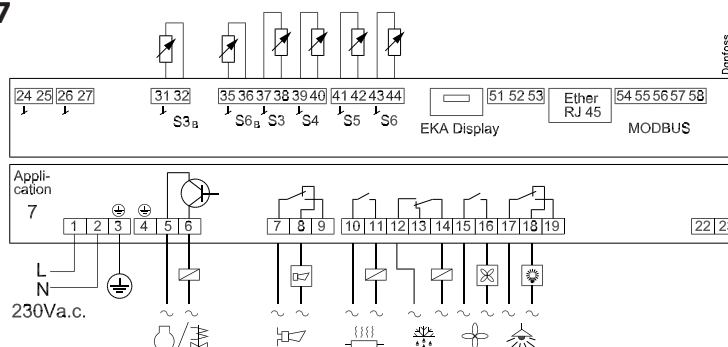 7
Danfoss
24 25 26 27 31 32 35 36 37 38 39 40 41 42 43 44 51 52 53 Ether RJ 45 54 55 56 57 58
S3B S6B S3 S4 S5 S6 EKA Display MODBUS
Appli-
cation
7
1 2 3 4 5 6 7 8 9 10 11 12 13 14 15 16 17 18 19 22
L
N
230Va.c.